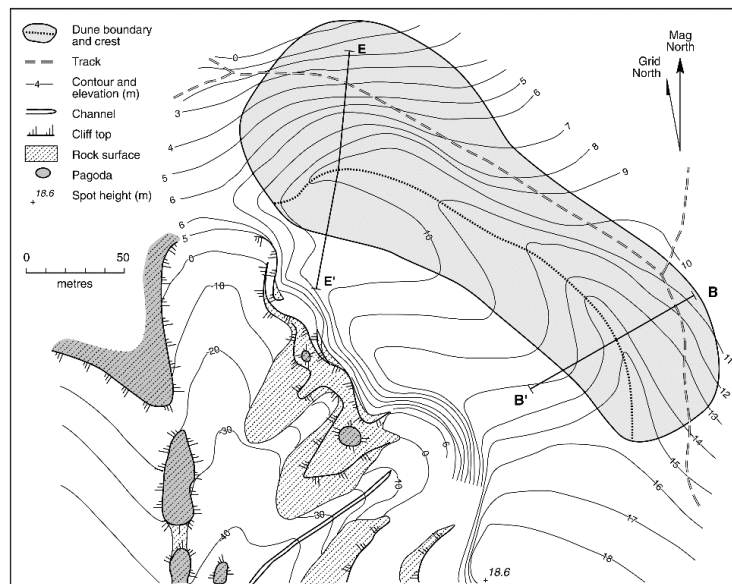 Dune boundary
and crest
Track
4
Contour and
elevation (m)
Channel
Cliff top
Rock surface
Pagoda
18.6
Spot height (m)
0
50
metres
Mag
North
Grid
North
E
E'
B
B'
0
3
4
5
6
5
6
7
8
9
10
10
11
12
13
14
15
16
17
18
6
5
0
-10
-20
-30
-40
6
0
-10
-30
18.6